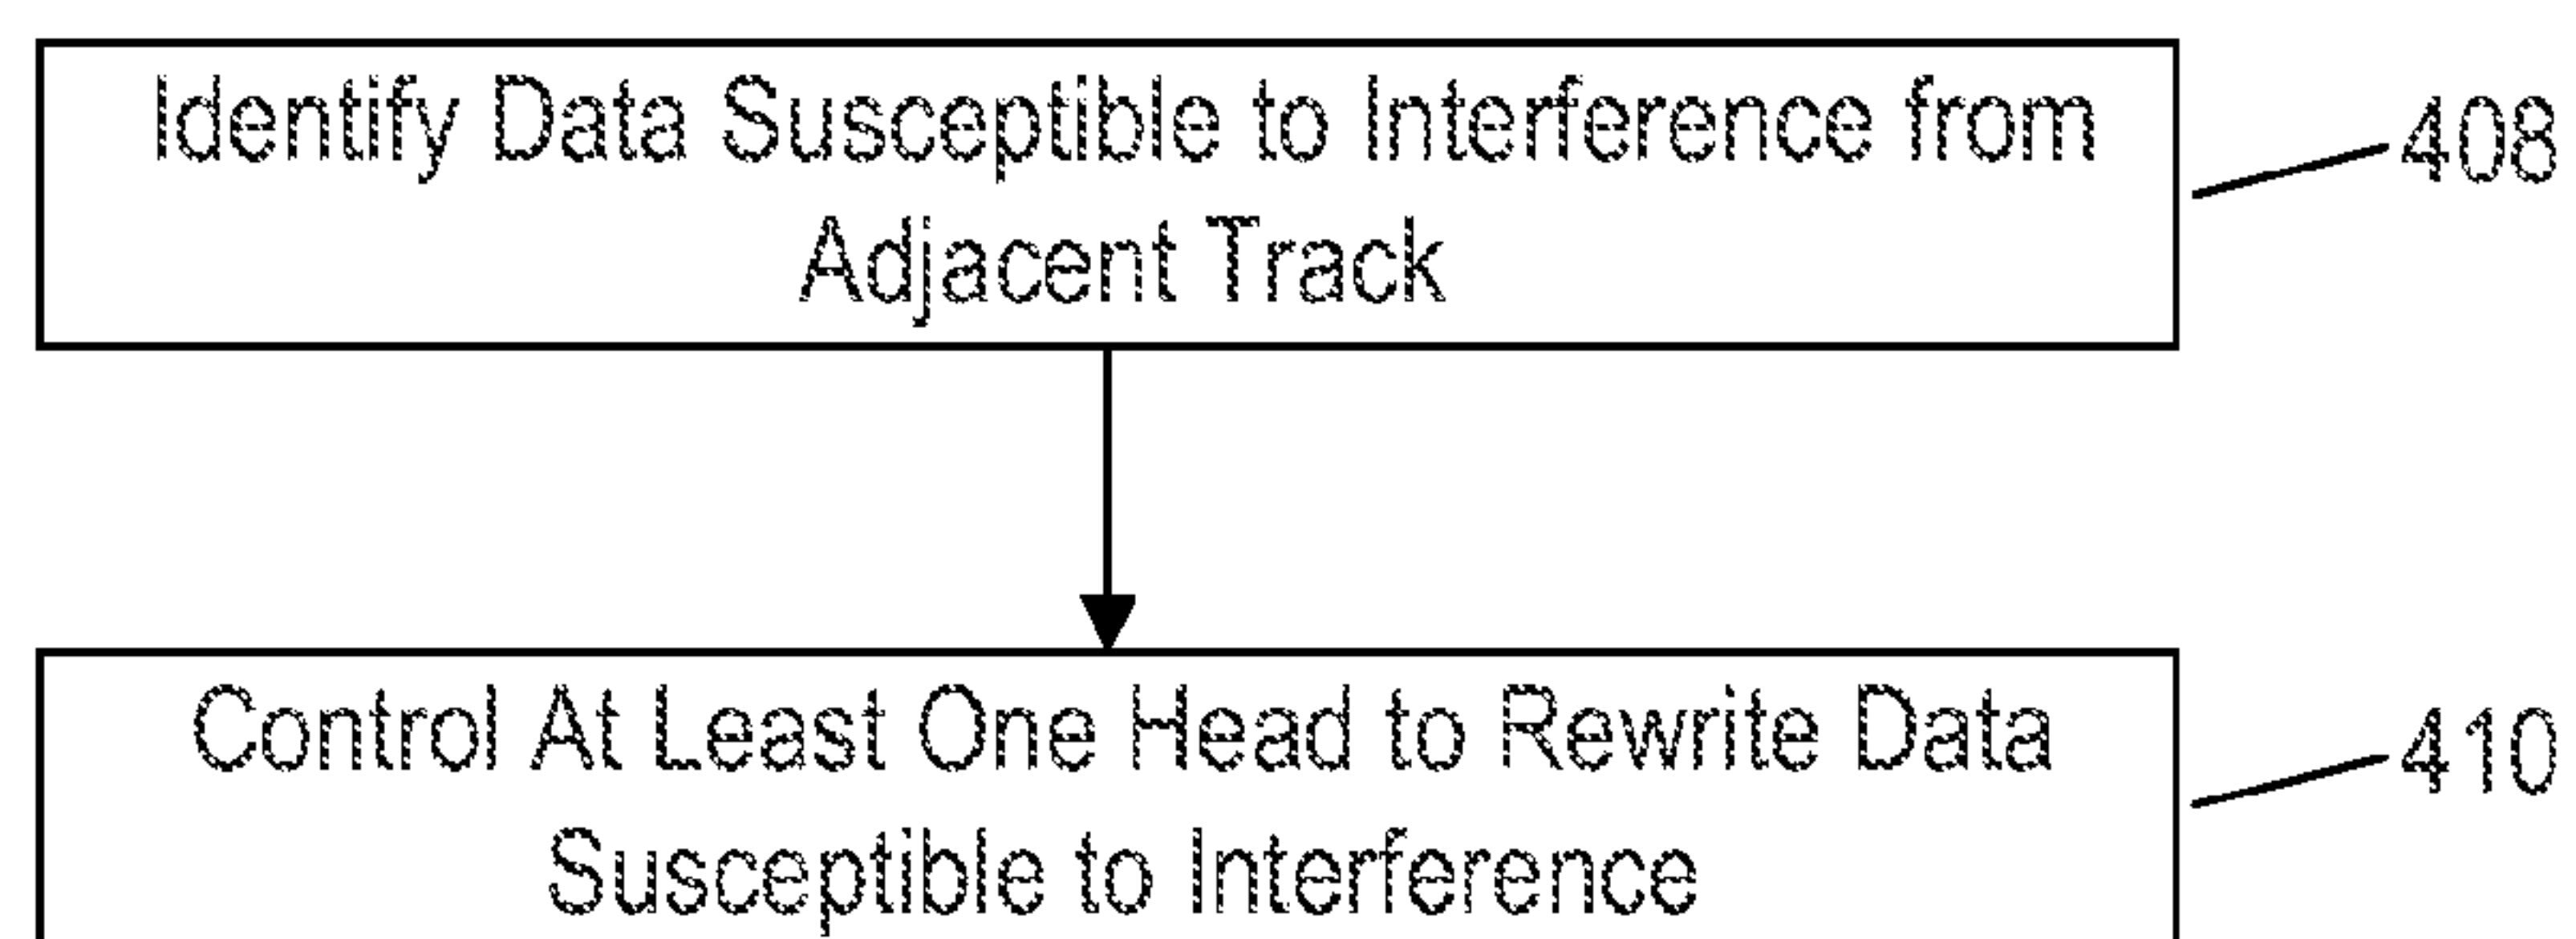 Identify Data Susceptible to Interference from
Adjacent Track
408
Control At Least One Head to Rewrite Data
Susceptible to Interference
410